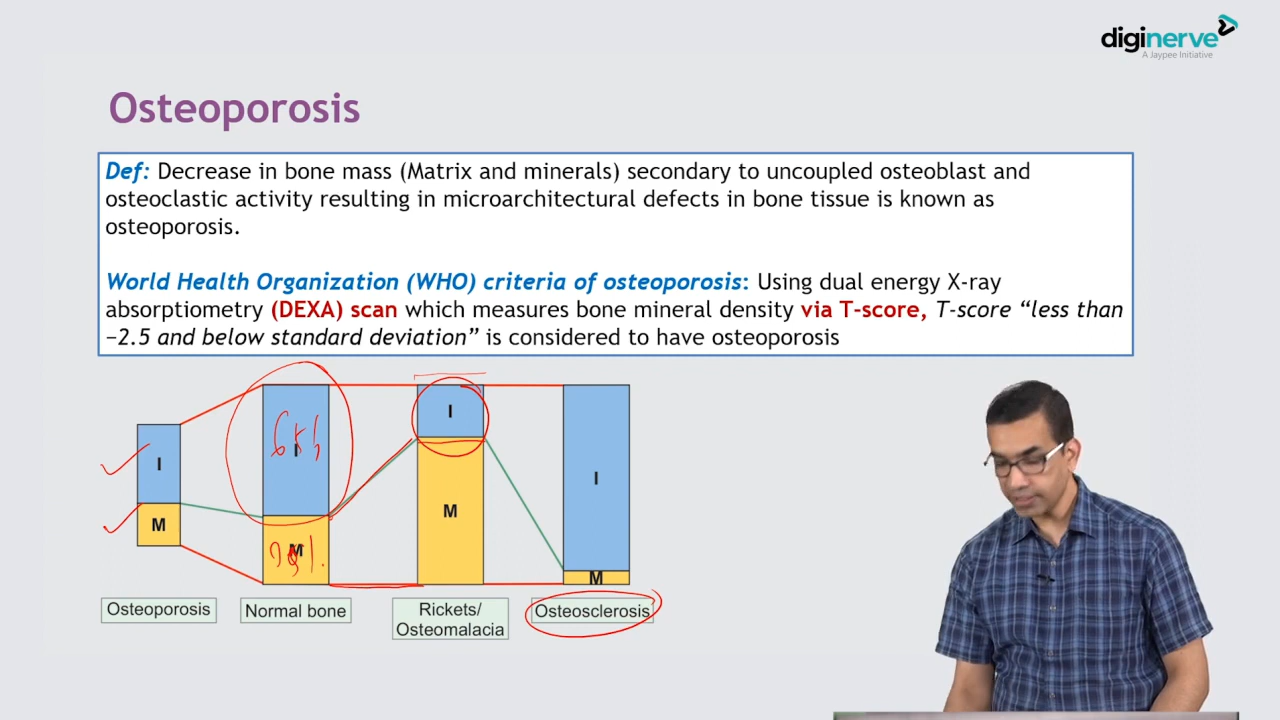 diginerve
A Jaypee Initiative
Osteoporosis
Def: Decrease in bone mass (Matrix and minerals) secondary to uncoupled osteoblast and
osteoclastic activity resulting in microarchitectural defects in bone tissue is known as
osteoporosis.
World Health Organization (WHO) criteria of osteoporosis: Using dual energy X-ray
absorptiometry (DEXA) scan which measures bone mineral density via T-score, T-score “less than
−2.5 and below standard deviation” is considered to have osteoporosis
I
M
I
M
I
M
I
M
Osteoporosis
Normal bone
Rickets/
Osteomalacia
Osteosclerosis